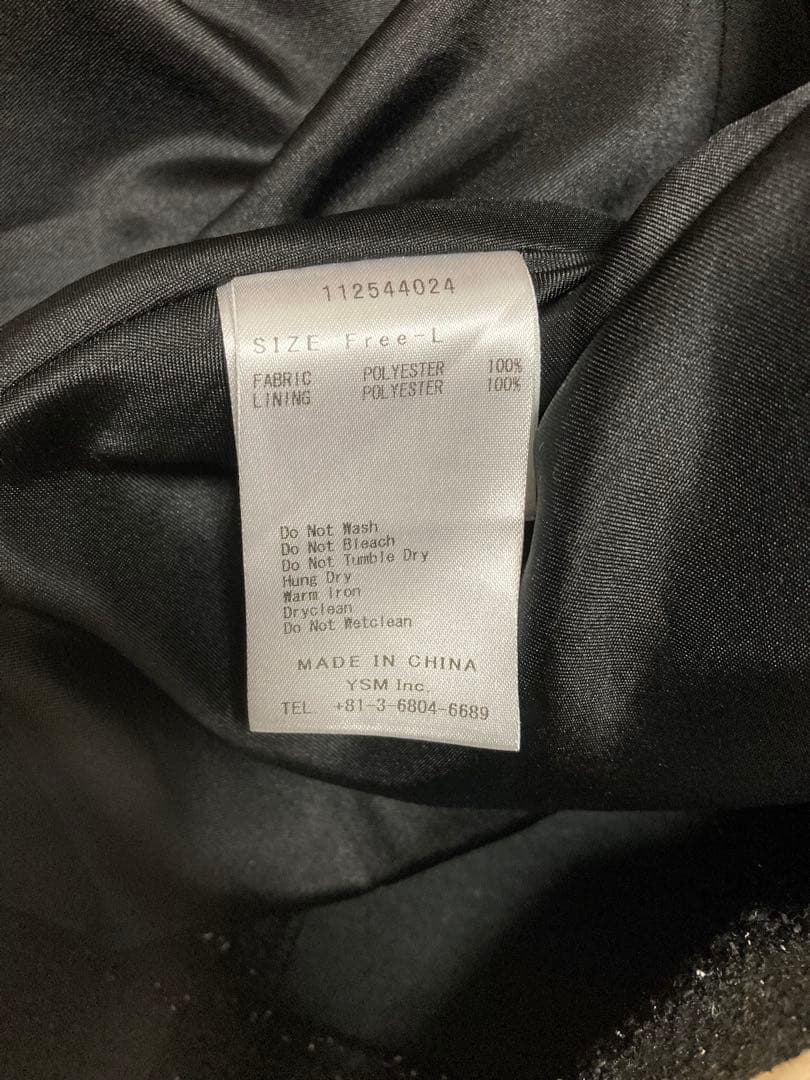 112544024
SIZE Free-L
FABRIC POLYESTER 100%
LINING POLYESTER 100%
Do Not Wash
Do Not Bleach
Do Not Tumble Dry
Hung Dry
Warm Iron
Dryclean
Do Not Wetclean
MADE IN CHINA
YSM Inc.
TEL. +81-3-6804-6689